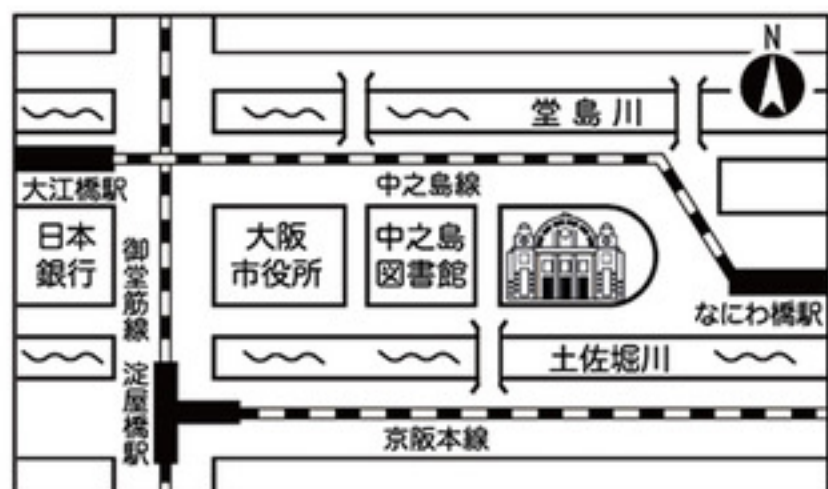 N
堂島川
大江橋駅
中之島線
日本
銀行
御堂筋線
大阪
市役所
中之島
図書館
なにわ橋駅
土佐堀川
淀屋橋駅
京阪本線